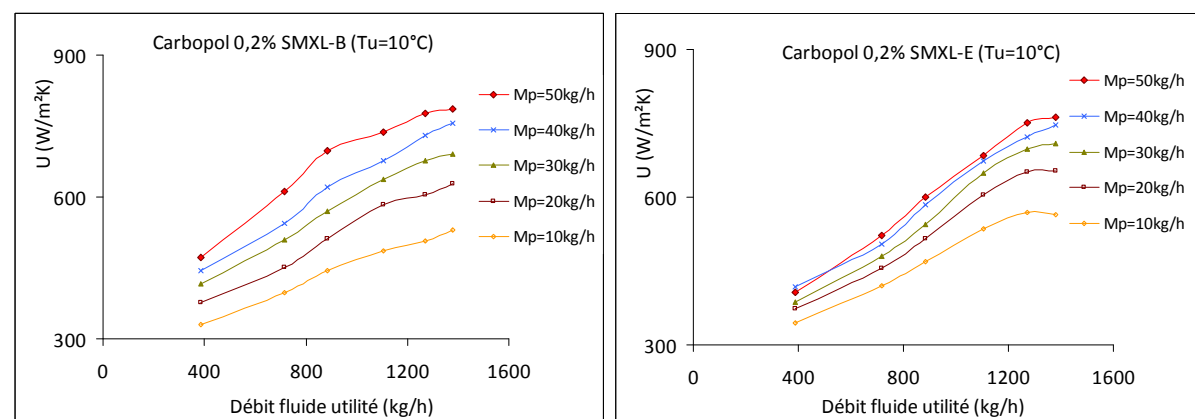 Carbopol 0,2% SMXL-B (Tu=10°C)
900
600
300
U (W/m²K)
0
400
800
1200
1600
Débit fluide utilité (kg/h)
Mp=50kg/h
Mp=40kg/h
Mp=30kg/h
Mp=20kg/h
Mp=10kg/h
Carbopol 0,2% SMXL-E (Tu=10°C)
900
600
300
U (W/m²K)
0
400
800
1200
1600
Débit fluide utilité (kg/h)
Mp=50kg/h
Mp=40kg/h
Mp=30kg/h
Mp=20kg/h
Mp=10kg/h